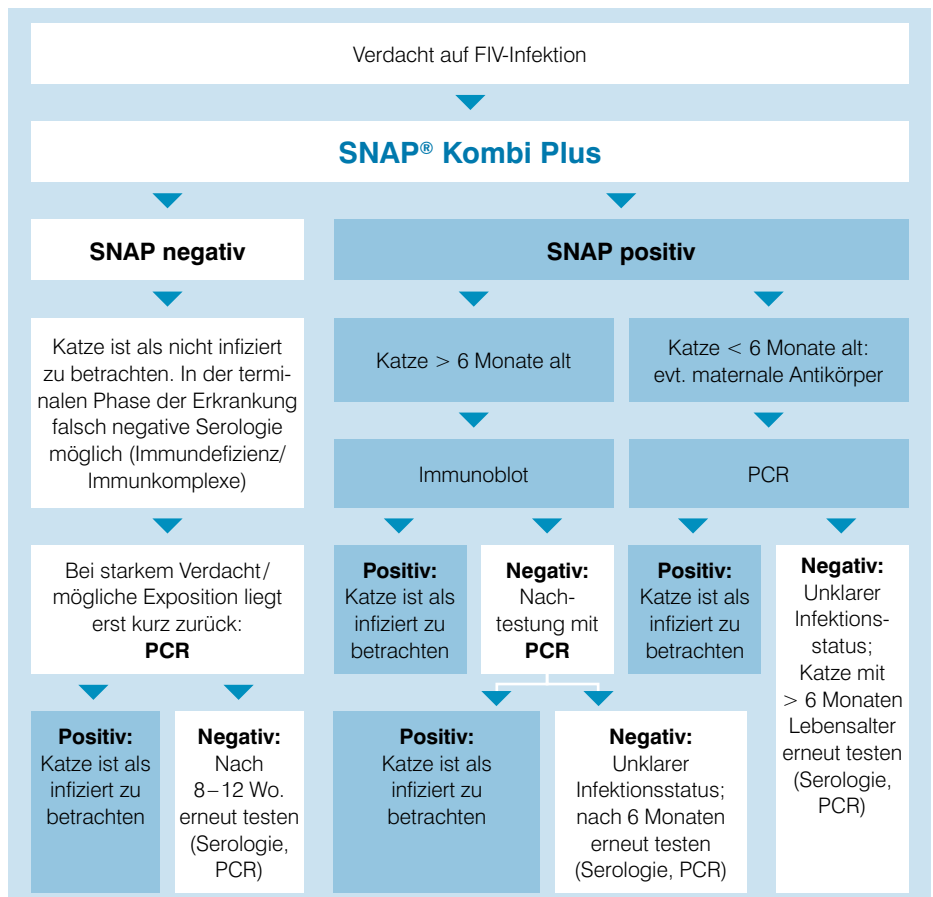 Verdacht auf FIV-Infektion
SNAP® Kombi Plus
SNAP negativ
SNAP positiv
Katze ist als nicht infiziert
zu betrachten. In der termi-
nalen Phase der Erkrankung
falsch negative Serologie
möglich (Immundefizienz/
Immunkomplexe)
Katze > 6 Monate alt
Katze < 6 Monate alt:
evt. maternale Antikörper
Immunoblot
PCR
Bei starkem Verdacht/
mögliche Exposition liegt
erst kurz zurück:
PCR
Positiv:
Katze ist als
infiziert zu
betrachten
Negativ:
Nach-
testung mit
PCR
Positiv:
Katze ist als
infiziert zu
betrachten
Negativ:
Unklarer
Infektions-
status;
Katze mit
> 6 Monaten
Lebensalter
erneut testen
(Serologie,
PCR)
Positiv:
Katze ist als
infiziert zu
betrachten
Negativ:
Nach
8–12 Wo.
erneut testen
(Serologie,
PCR)
Positiv:
Katze ist als
infiziert zu
betrachten
Negativ:
Unklarer
Infektionsstatus;
nach 6 Monaten
erneut testen
(Serologie, PCR)